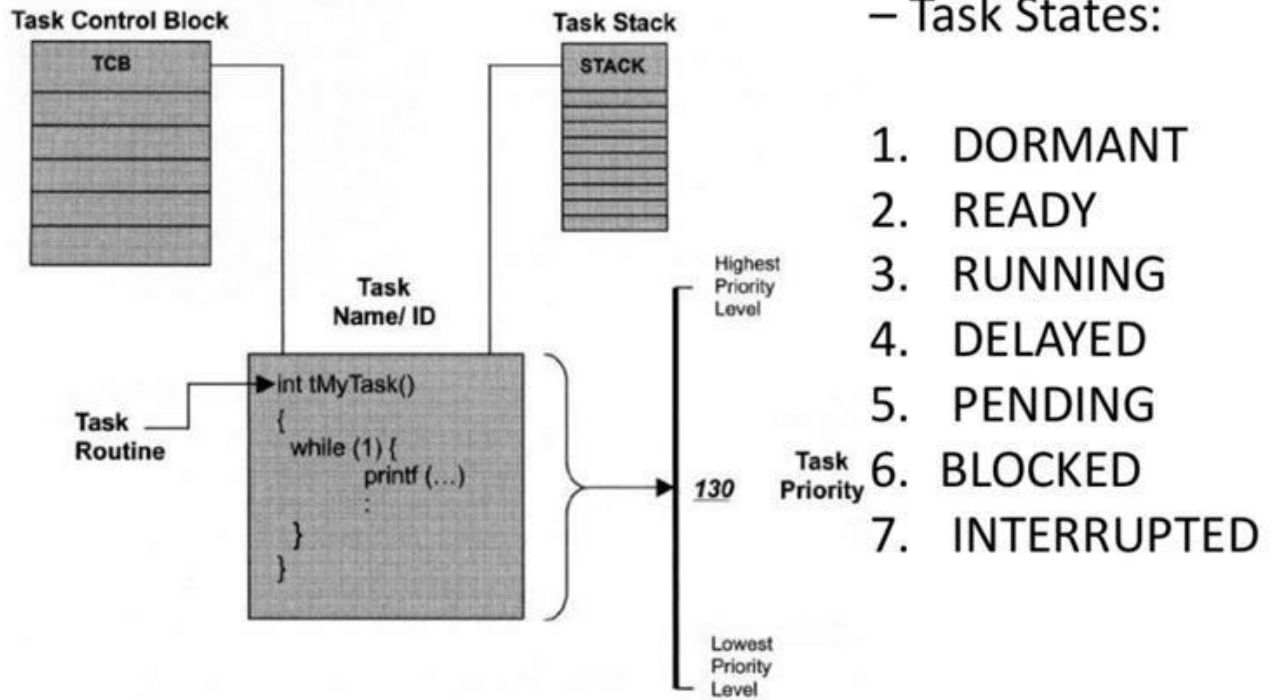 Task Control Block
TCB
Task Stack
STACK
Task
Name/ ID
Task
Routine
int tMyTask()
{
while (1) {
printf (...)
:
}
}
Highest
Priority
Level
130
Task
Priority
Lowest
Priority
Level
– Task States:
1. DORMANT
2. READY
3. RUNNING
4. DELAYED
5. PENDING
6. BLOCKED
7. INTERRUPTED